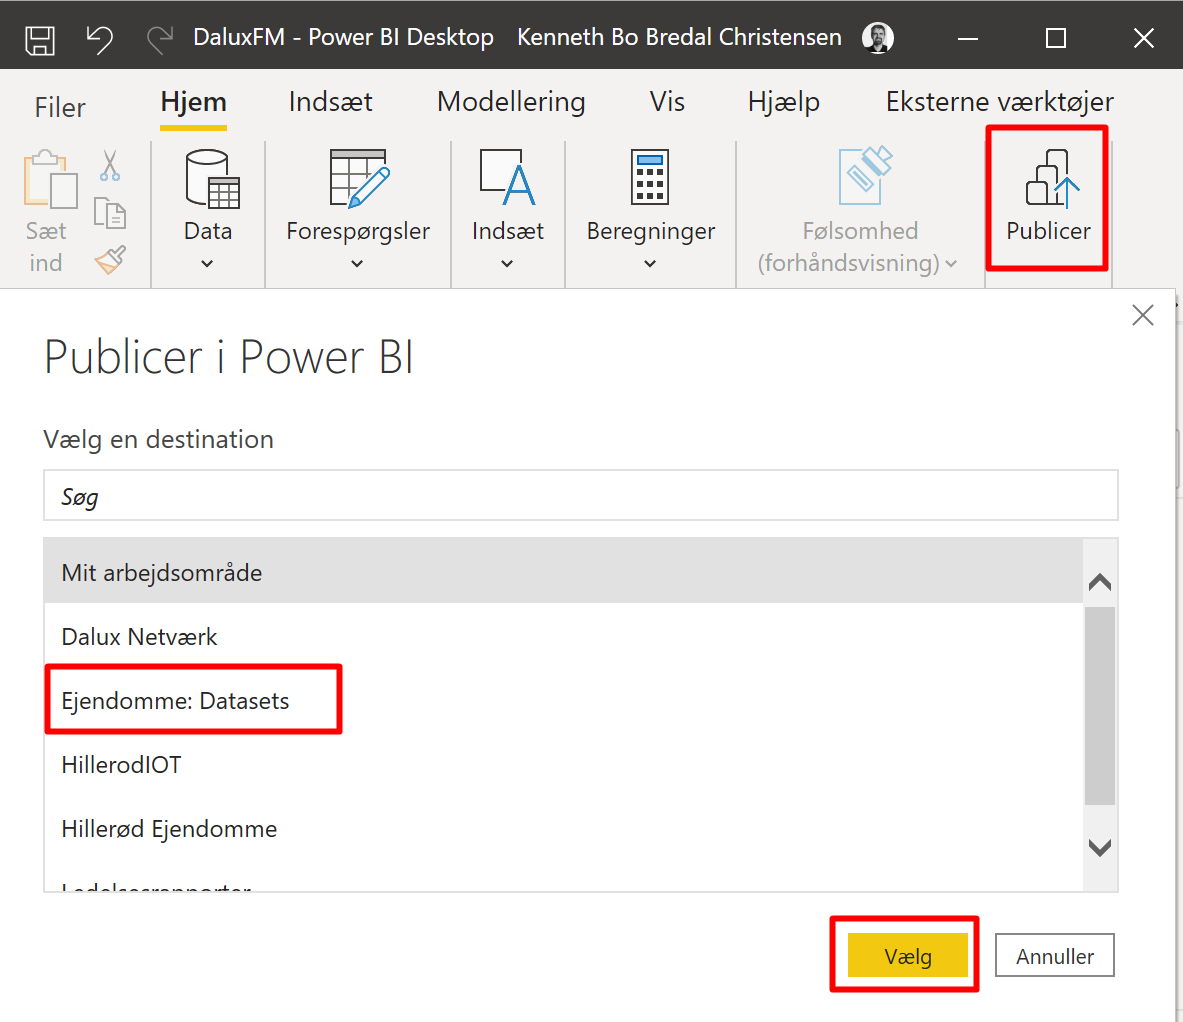 DaluxFM - Power BI Desktop Kenneth Bo Bredal Christensen
Filer Hjem Indsæt Modellering Vis Hjælp Eksterne værktøjer
Sæt ind
Data
Forespørgsler
Indsæt
Beregninger
Følsomhed
(forhåndsvisning)
Publicer
Publicer i Power BI
Vælg en destination
Søg
Mit arbejdsområde
Dalux Netværk
Ejendomme: Datasets
HillerodIOT
Hillerød Ejendomme
Ledelsesrapporter
Vælg Annuller